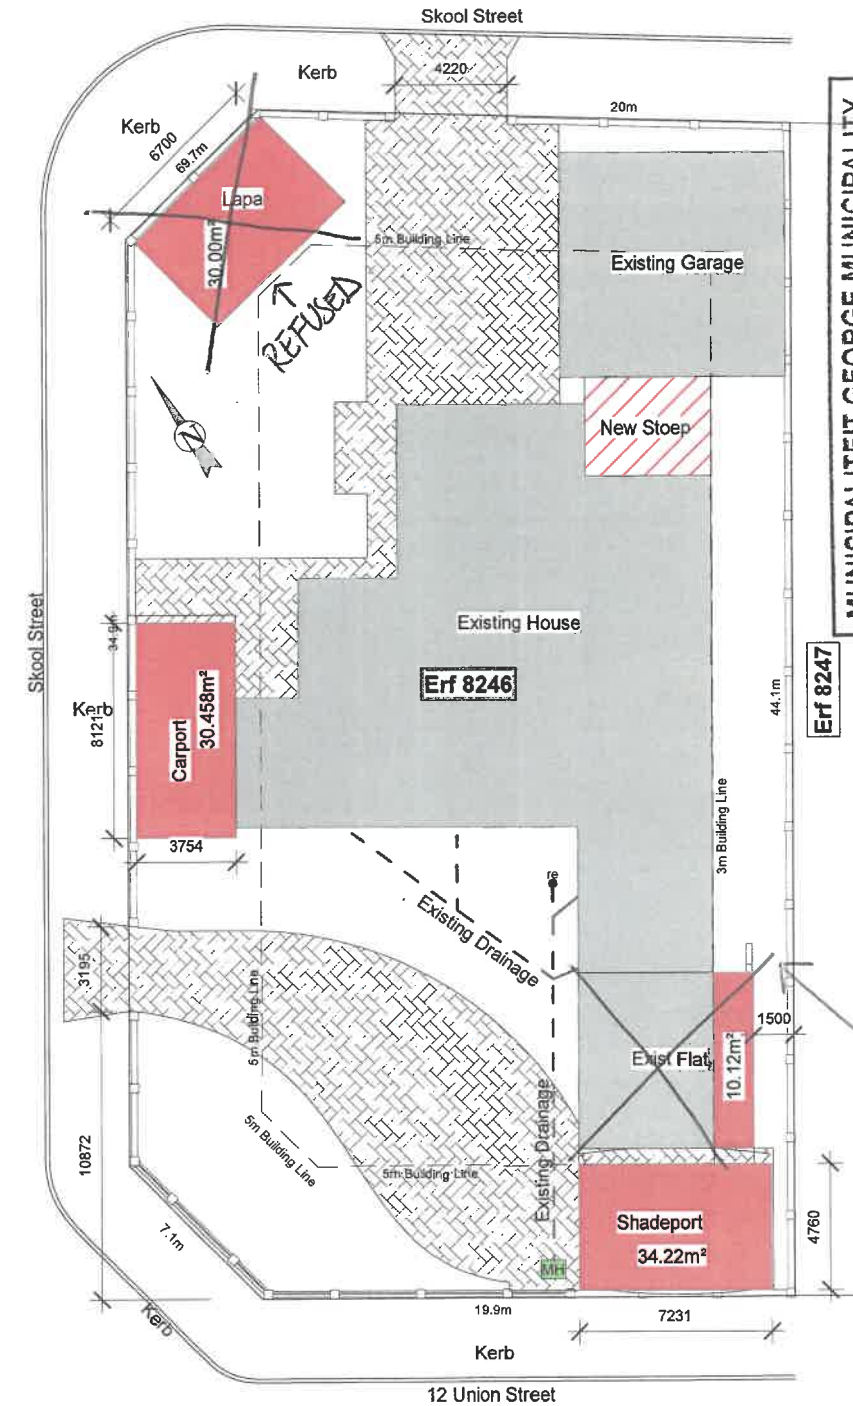 Skool Street
Kerb
4220
20m
Kerb
6700
69.7m
Lapa
30.00m²
5m Building Line
REFUSED
Existing Garage
MUNICIPALITEIT GEORGE MUNICIPALITY
N
New Stoep
Skool Street
Existing House
Erf 8246
Erf 8247
44.1m
Kerb
8121
Carport
30.458m²
3754
3m Building Line
re
Existing Drainage
3195
5m Building Line
1500
Exist Flat
10.12m²
10872
5m Building Line
5m Building Line
Existing Drainage
Shadeport
34.22m²
4760
7.1m
MH
19.9m
7231
Kerb
Kerb
12 Union Street